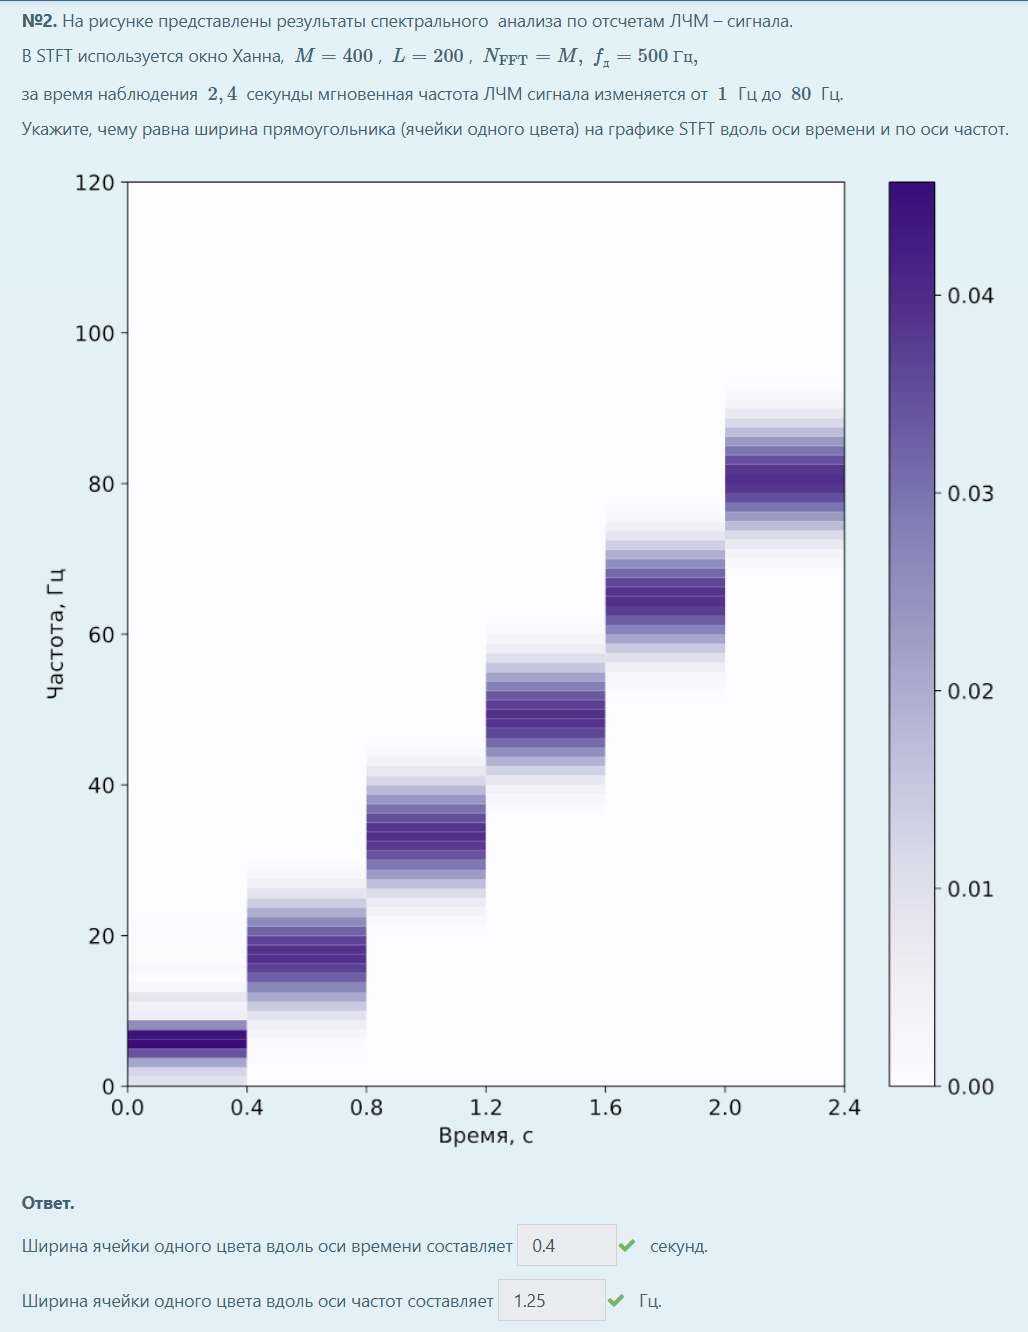 №2. На рисунке представлены результаты спектрального анализа по отсчетам ЛЧМ – сигнала.
В STFT используется окно Ханна, M = 400 , L = 200 , N_FFT = M, f_д = 500 Гц,
за время наблюдения 2,4 секунды мгновенная частота ЛЧМ сигнала изменяется от 1 Гц до 80 Гц.
Укажите, чему равна ширина прямоугольника (ячейки одного цвета) на графике STFT вдоль оси времени и по оси частот.
120
100
80
60
40
20
0
Частота, Гц
0.0 0.4 0.8 1.2 1.6 2.0 2.4
Время, с
0.04
0.03
0.02
0.01
0.00
Ответ.
Ширина ячейки одного цвета вдоль оси времени составляет 0.4 ✔ секунд.
Ширина ячейки одного цвета вдоль оси частот составляет 1.25 ✔ Гц.